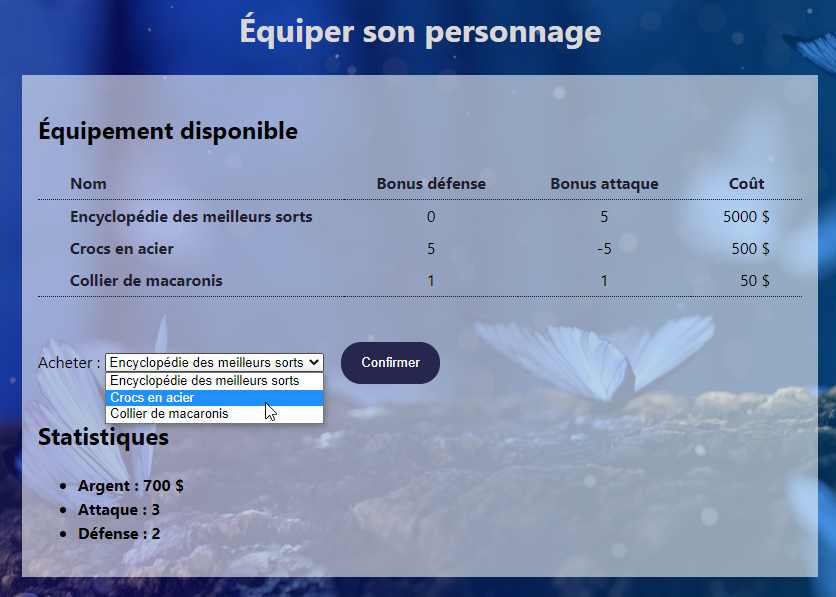 Équiper son personnage
Équipement disponible
Nom Bonus défense Bonus attaque Coût
Encyclopédie des meilleurs sorts 0 5 5000 $
Crocs en acier 5 -5 500 $
Collier de macaronis 1 1 50 $
Acheter : Encyclopédie des meilleurs sorts Confirmer
Encyclopédie des meilleurs sorts
Crocs en acier
Collier de macaronis
Statistiques
Argent : 700 $
Attaque : 3
Défense : 2